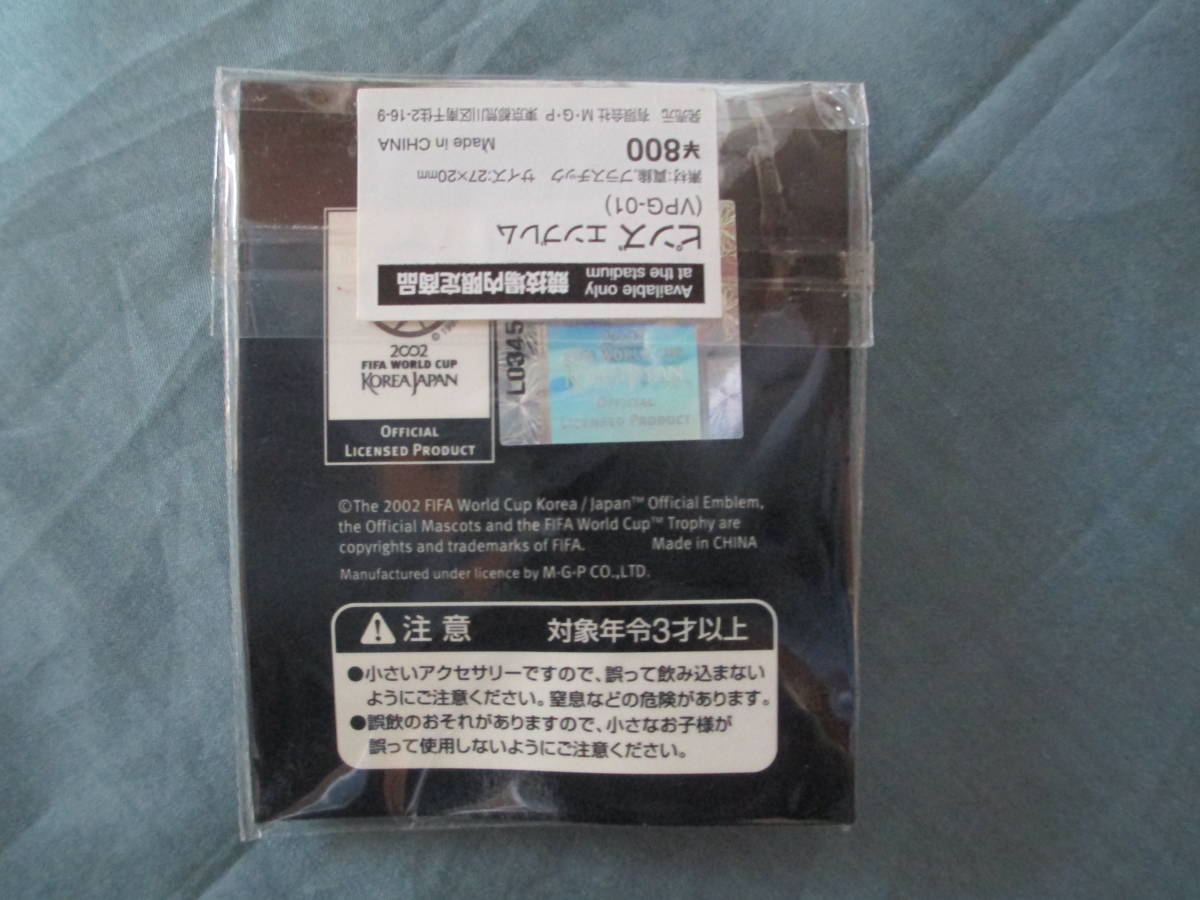 Available only
at the stadium
競技場内限定商品
ピンズ エンブレム
(VPG-01)
素材:真鍮、プラスチック サイズ:27×20mm
¥800 Made in CHINA
発売元 有限会社 M・G・P 東京都荒川区南千住2-16-9
2002
FIFA WORLD CUP
KOREA JAPAN
OFFICIAL
LICENSED PRODUCT
L0345
FIFA WORLD CUP
KOREA JAPAN
OFFICIAL
LICENSED PRODUCT
©The 2002 FIFA World Cup Korea / Japan™ Official Emblem,
the Official Mascots and the FIFA World Cup™ Trophy are
copyrights and trademarks of FIFA. Made in CHINA
Manufactured under licence by M-G-P CO.,LTD.
注意 対象年令3才以上
●小さいアクセサリーですので、誤って飲み込まない
ようにご注意ください。窒息などの危険があります。
●誤飲のおそれがありますので、小さなお子様が
誤って使用しないようにご注意ください。